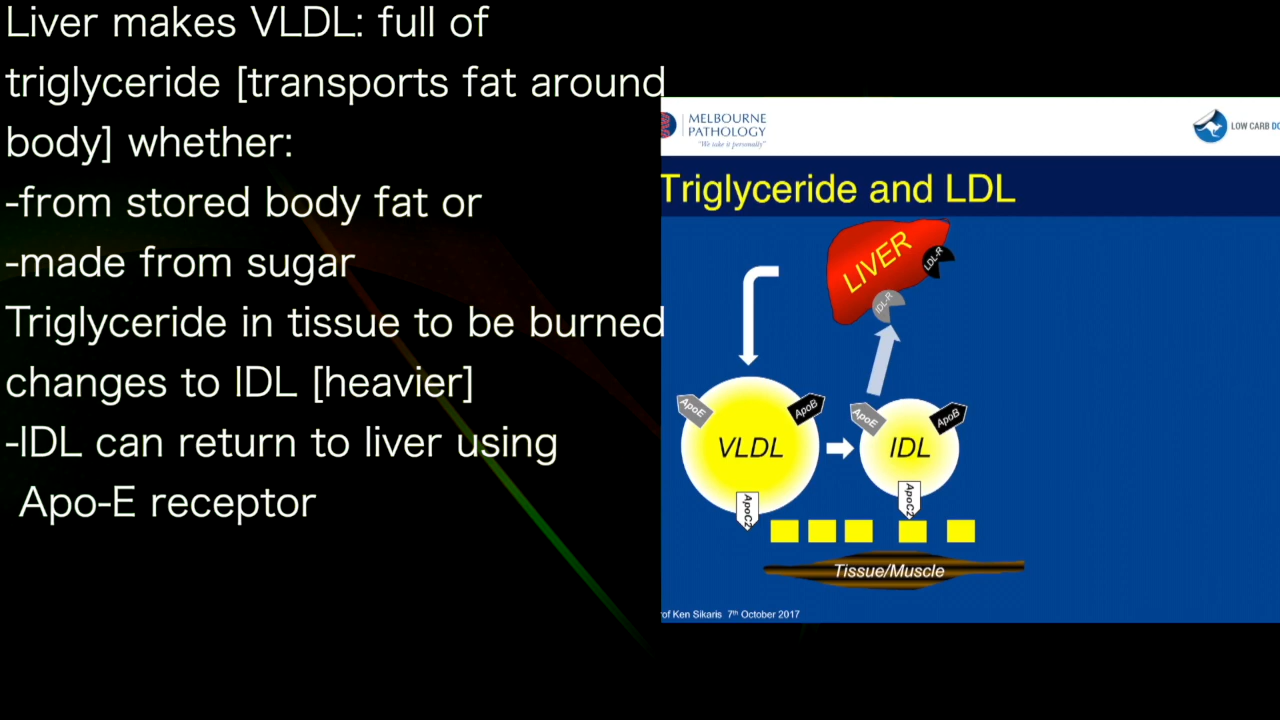 Liver makes VLDL: full of
triglyceride [transports fat around
body] whether:
-from stored body fat or
-made from sugar
Triglyceride in tissue to be burned
changes to IDL [heavier]
-IDL can return to liver using
Apo-E receptor
MELBOURNE
PATHOLOGY
"We take it personally"
LOW CARB DO
Triglyceride and LDL
LIVER
LDL-R
IDL-R
ApoE
ApoB
VLDL
ApoC2
ApoE
ApoB
IDL
ApoC2
Tissue/Muscle
rof Ken Sikaris 7th October 2017